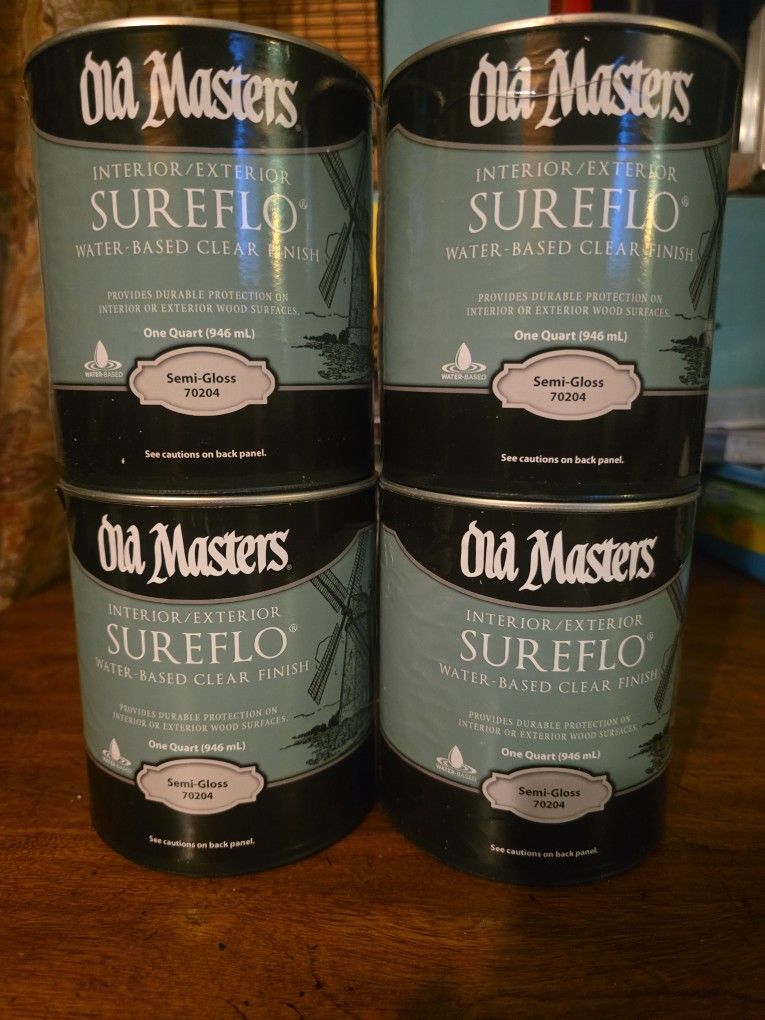 Old Masters®
INTERIOR/EXTERIOR
SUREFLO®
WATER-BASED CLEAR FINISH
PROVIDES DURABLE PROTECTION ON
INTERIOR OR EXTERIOR WOOD SURFACES.
One Quart (946 mL)
WATER-BASED
Semi-Gloss
70204
See cautions on back panel.
Old Masters®
INTERIOR/EXTERIOR
SUREFLO®
WATER-BASED CLEAR FINISH
PROVIDES DURABLE PROTECTION ON
INTERIOR OR EXTERIOR WOOD SURFACES.
One Quart (946 mL)
WATER-BASED
Semi-Gloss
70204
See cautions on back panel.
Old Masters®
INTERIOR/EXTERIOR
SUREFLO®
WATER-BASED CLEAR FINISH
PROVIDES DURABLE PROTECTION ON
INTERIOR OR EXTERIOR WOOD SURFACES.
One Quart (946 mL)
WATER-BASED
Semi-Gloss
70204
See cautions on back panel.
Old Masters®
INTERIOR/EXTERIOR
SUREFLO®
WATER-BASED CLEAR FINISH
PROVIDES DURABLE PROTECTION ON
INTERIOR OR EXTERIOR WOOD SURFACES.
One Quart (946 mL)
WATER-BASED
Semi-Gloss
70204
See cautions on back panel.